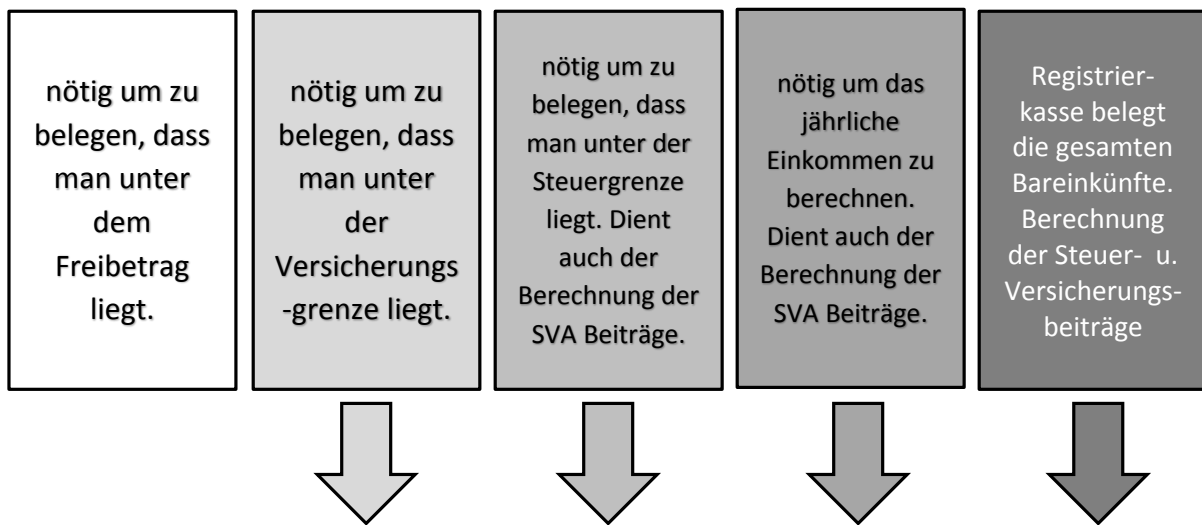 nötig um zu
belegen, dass
man unter
dem
Freibetrag
liegt.
nötig um zu
belegen, dass
man unter
der
Versicherungs
-grenze liegt.
nötig um zu
belegen, dass
man unter der
Steuergrenze
liegt. Dient
auch der
Berechnung der
SVA Beiträge.
nötig um das
jährliche
Einkommen zu
berechnen.
Dient auch der
Berechnung der
SVA Beiträge.
Registrier-
kasse belegt
die gesamten
Bareinkünfte.
Berechnung
der Steuer- u.
Versicherungs-
beiträge